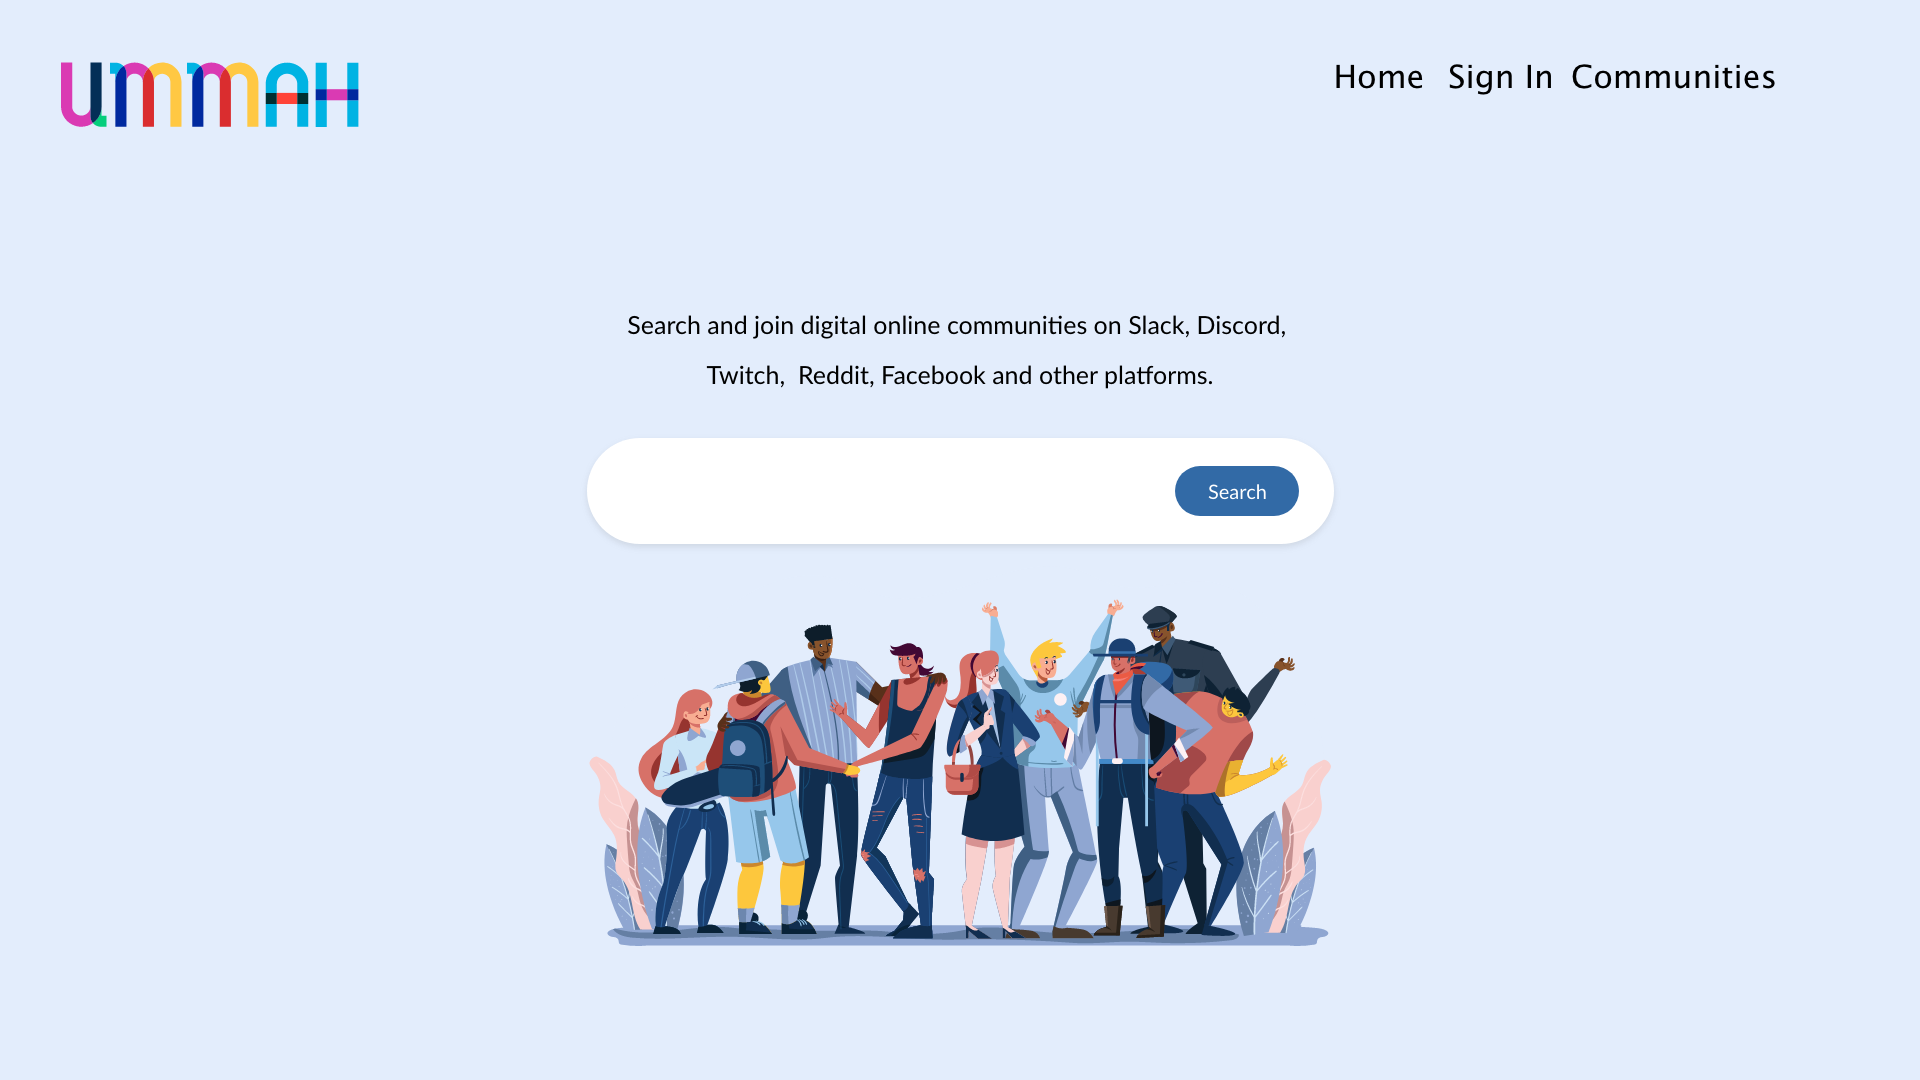 UMMAH
Home Sign In Communities
Search and join digital online communities on Slack, Discord,
Twitch, Reddit, Facebook and other platforms.
Search